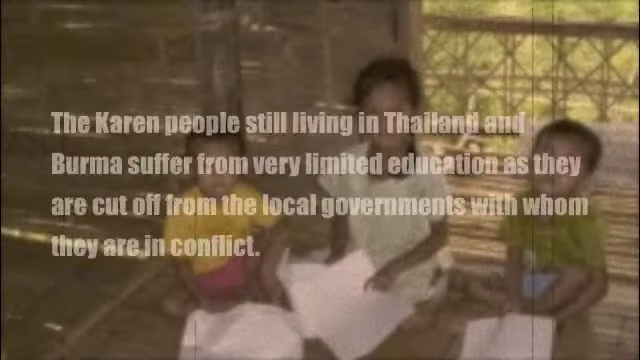 The Karen people still living in Thailand and
Burma suffer from very limited education as they
are cut off from the local governments with whom
they are in conflict.